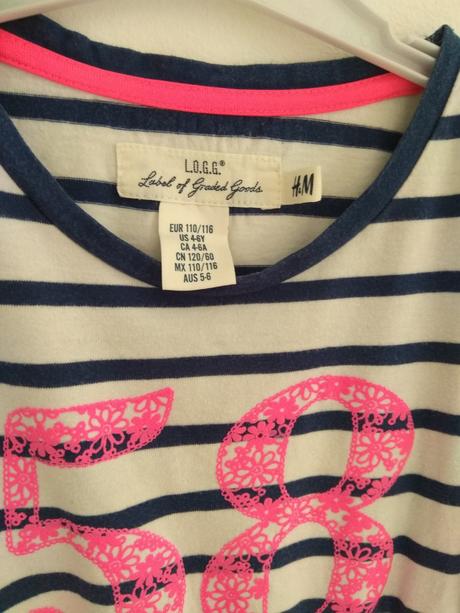 L.O.G.G.®
Label of Graded Goods
H&M
EUR 110/116
US 4-6Y
CA 4-6A
CN 120/60
MX 110/116
AUS 5-6
58